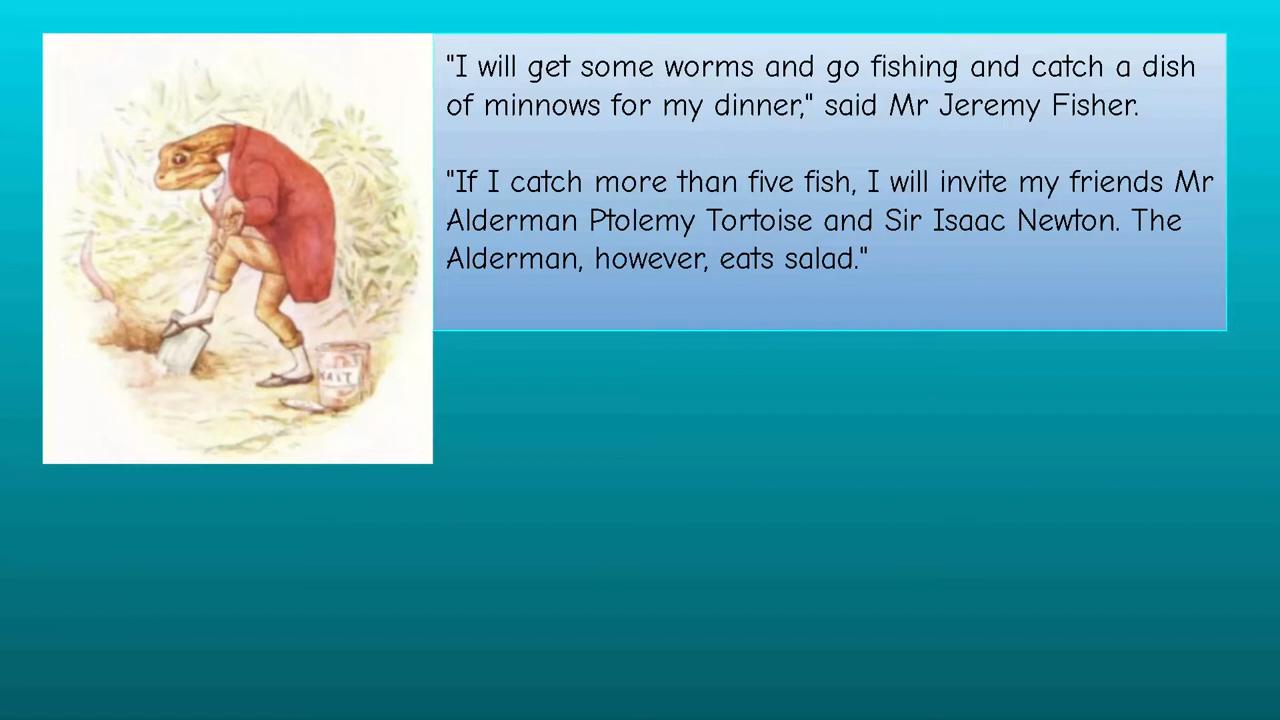 "I will get some worms and go fishing and catch a dish
of minnows for my dinner," said Mr Jeremy Fisher.
"If I catch more than five fish, I will invite my friends Mr
Alderman Ptolemy Tortoise and Sir Isaac Newton. The
Alderman, however, eats salad."
BAIT